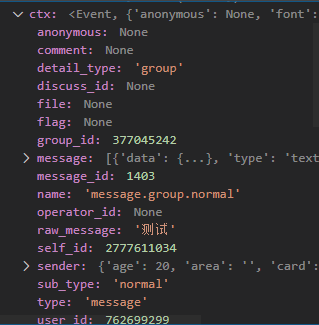 ctx: <Event, {'anonymous': None, 'font':
anonymous: None
comment: None
detail_type: 'group'
discuss_id: None
file: None
flag: None
group_id: 377045242
message: [{'data': {...}, 'type': 'text
message_id: 1403
name: 'message.group.normal'
operator_id: None
raw_message: '测试'
self_id: 2777611034
sender: {'age': 20, 'area': '', 'card':
sub_type: 'normal'
type: 'message'
user_id: 762699299